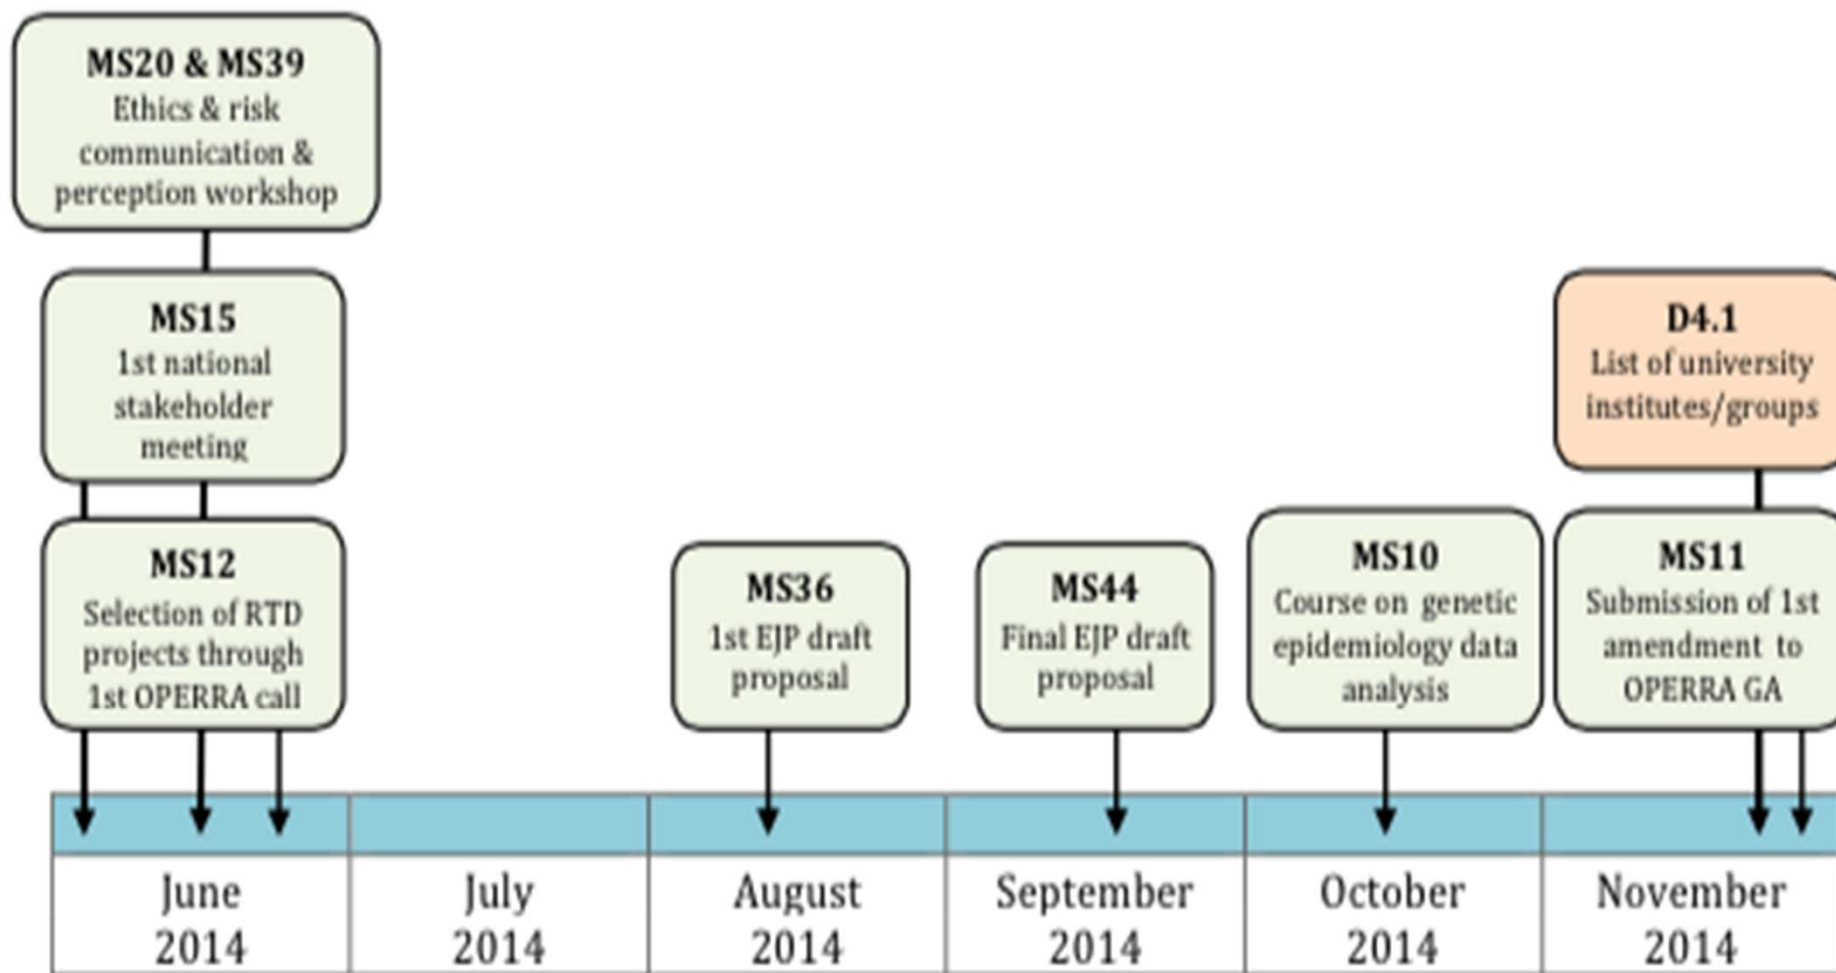 MS20 & MS39
Ethics & risk
communication &
perception workshop
MS15
1st national
stakeholder
meeting
MS12
Selection of RTD
projects through
1st OPERRA call
MS36
1st EJP draft
proposal
MS44
Final EJP draft
proposal
MS10
Course on genetic
epidemiology data
analysis
D4.1
List of university
institutes/groups
MS11
Submission of 1st
amendment to
OPERRA GA
June
2014
July
2014
August
2014
September
2014
October
2014
November
2014